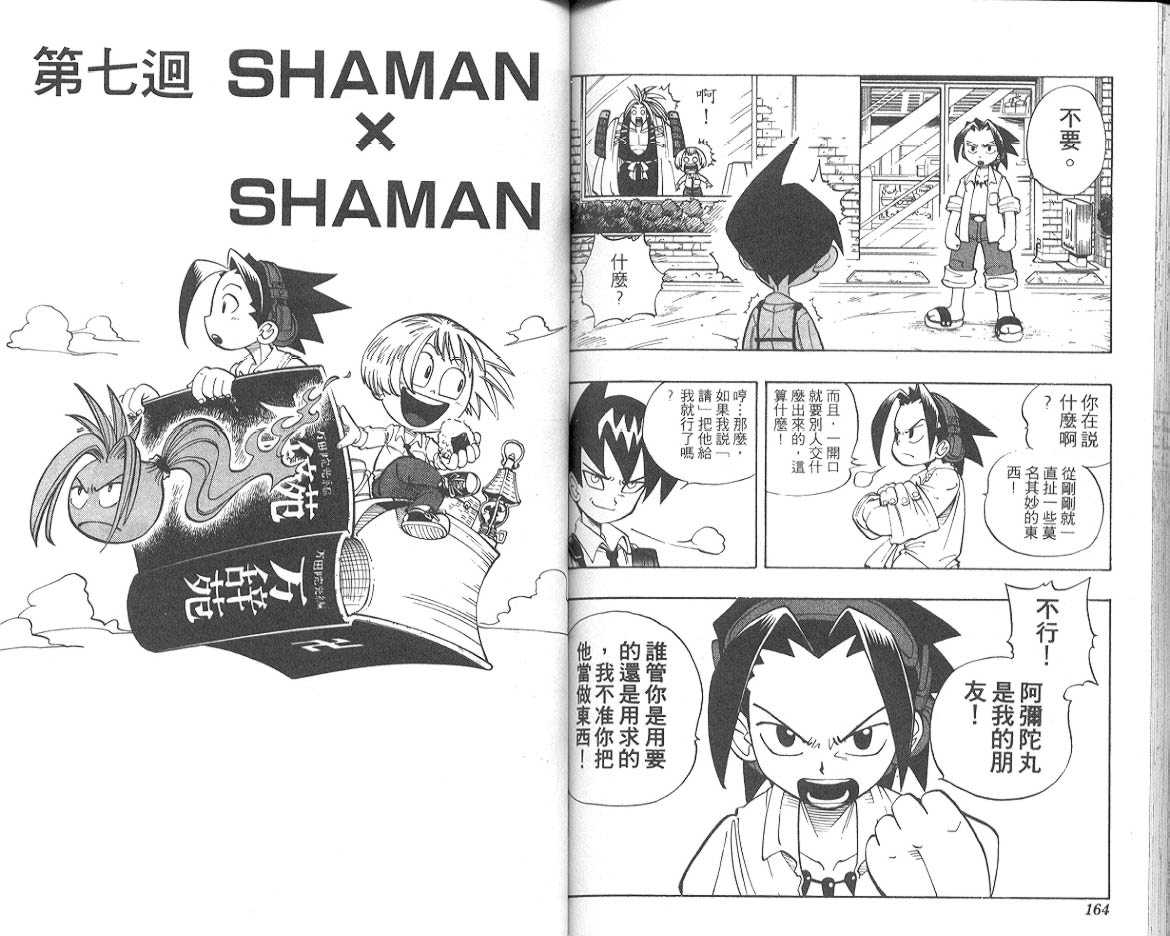 不要。
啊！
什麼？
你在說
什麼啊
？
從剛剛就一
直扯一些莫
名其妙的東
西！
而且，一開口
就要別人交什
麼出來的，這
算什麼！
哼…那麼，
如果我說「
請」把他給
我就行了嗎
？
不行！
阿彌陀丸
是我的朋
友！
誰管你是用要
的還是用求的
，我不准你把
他當做東西！
164
第七迴 SHAMAN
×
SHAMAN
苑
万辞苑
卍